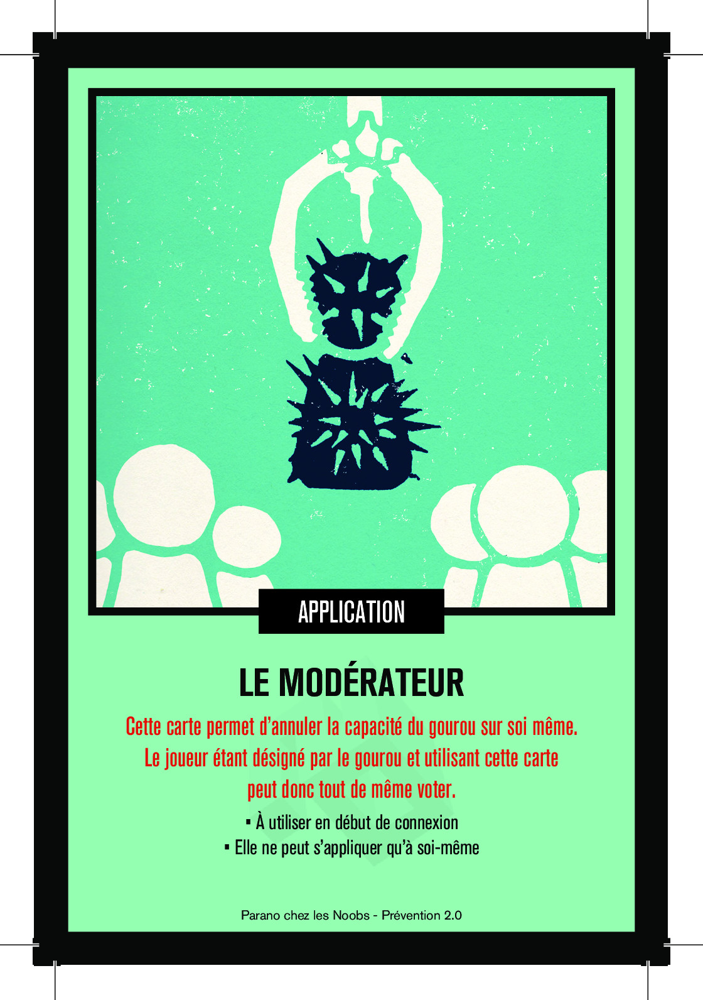 APPLICATION
LE MODÉRATEUR
Cette carte permet d’annuler la capacité du gourou sur soi même.
Le joueur étant désigné par le gourou et utilisant cette carte
peut donc tout de même voter.
▪ À utiliser en début de connexion
▪ Elle ne peut s’appliquer qu’à soi-même
Parano chez les Noobs - Prévention 2.0